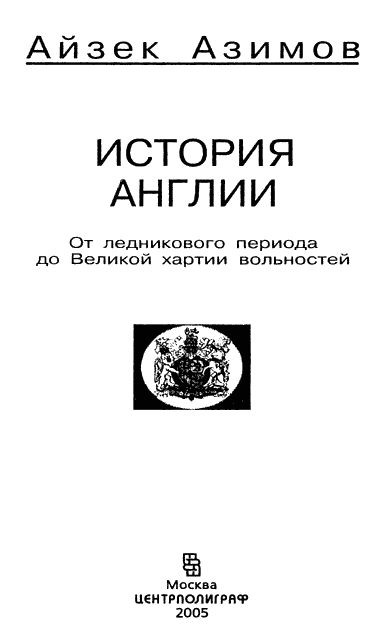 Айзек Азимов
ИСТОРИЯ
АНГЛИИ
От ледникового периода
до Великой хартии вольностей
Москва
ЦЕНТРПОЛИГРАФ
2005